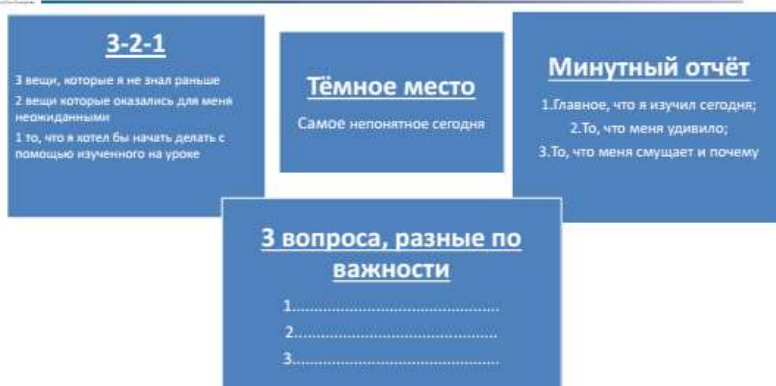 3-2-1
3 вещи, которые я не знал раньше
2 вещи которые оказались для меня
неожиданными
1 то, что я хотел бы начать делать с
помощью изученного на уроке
Тёмное место
Самое непонятное сегодня
Минутный отчёт
1.Главное, что я изучил сегодня;
2.То, что меня удивило;
3.То, что меня смущает и почему
3 вопроса, разные по
важности
1................................................
2................................................
3................................................